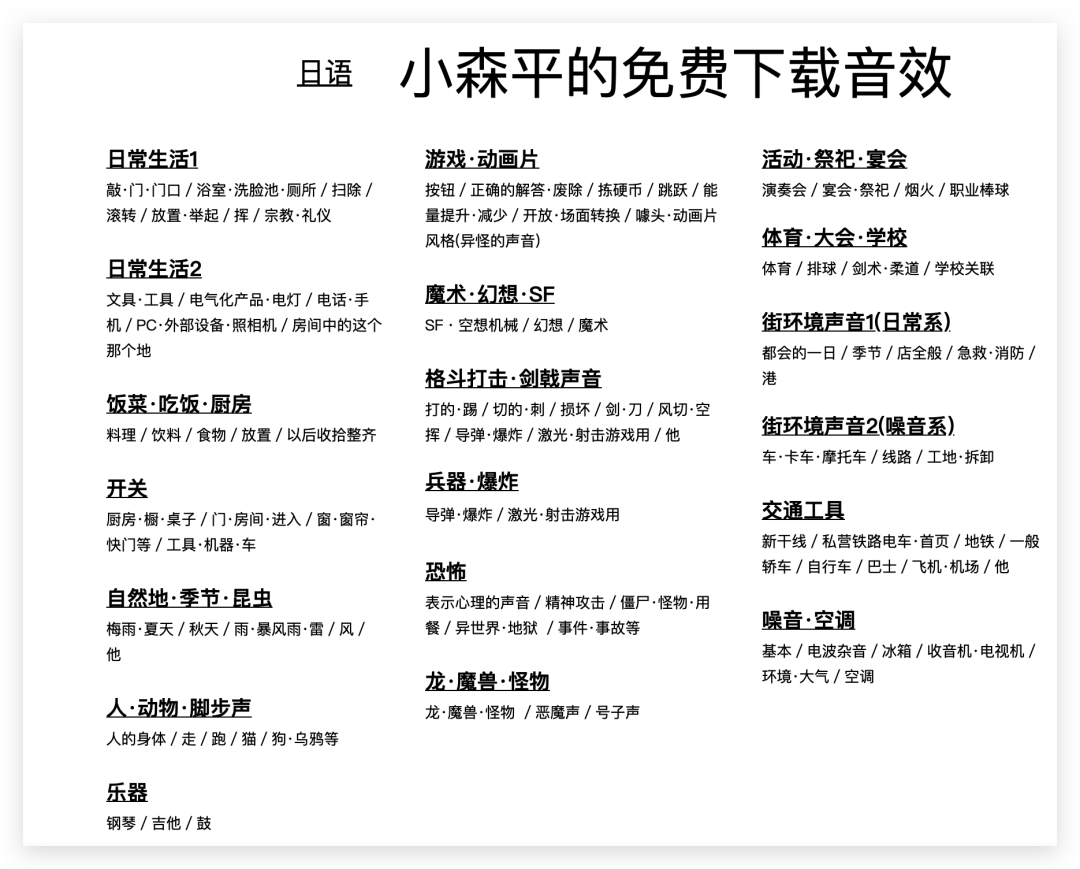 日语
小森平的免费下载音效
日常生活1
敲·门·门口 / 浴室·洗脸池·厕所 / 扫除 /
滚转 / 放置·举起 / 挥 / 宗教·礼仪
日常生活2
文具·工具 / 电气化产品·电灯 / 电话·手
机 / PC·外部设备·照相机 / 房间中的这个
那个地
饭菜·吃饭·厨房
料理 / 饮料 / 食物 / 放置 / 以后收拾整齐
开关
厨房·橱·桌子 / 门·房间·进入 / 窗·窗帘·
快门等 / 工具·机器·车
自然地·季节·昆虫
梅雨·夏天 / 秋天 / 雨·暴风雨·雷 / 风 /
他
人·动物·脚步声
人的身体 / 走 / 跑 / 猫 / 狗·乌鸦等
乐器
钢琴 / 吉他 / 鼓
游戏·动画片
按钮 / 正确的解答·废除 / 拣硬币 / 跳跃 / 能
量提升·减少 / 开放·场面转换 / 噱头·动画片
风格(异怪的声音)
魔术·幻想·SF
SF · 空想机械 / 幻想 / 魔术
格斗打击·剑戟声音
打的·踢 / 切的·刺 / 损坏 / 剑·刀 / 风切·空
挥 / 导弹·爆炸 / 激光·射击游戏用 / 他
兵器·爆炸
导弹·爆炸 / 激光·射击游戏用
恐怖
表示心理的声音 / 精神攻击 / 僵尸·怪物·用
餐 / 异世界·地狱 / 事件·事故等
龙·魔兽·怪物
龙·魔兽·怪物 / 恶魔声 / 号子声
活动·祭祀·宴会
演奏会 / 宴会·祭祀 / 烟火 / 职业棒球
体育·大会·学校
体育 / 排球 / 剑术·柔道 / 学校关联
街环境声音1(日常系)
都会的一日 / 季节 / 店全般 / 急救·消防 /
港
街环境声音2(噪音系)
车·卡车·摩托车 / 线路 / 工地·拆卸
交通工具
新干线 / 私营铁路电车·首页 / 地铁 / 一般
轿车 / 自行车 / 巴士 / 飞机·机场 / 他
噪音·空调
基本 / 电波杂音 / 冰箱 / 收音机·电视机 /
环境·大气 / 空调